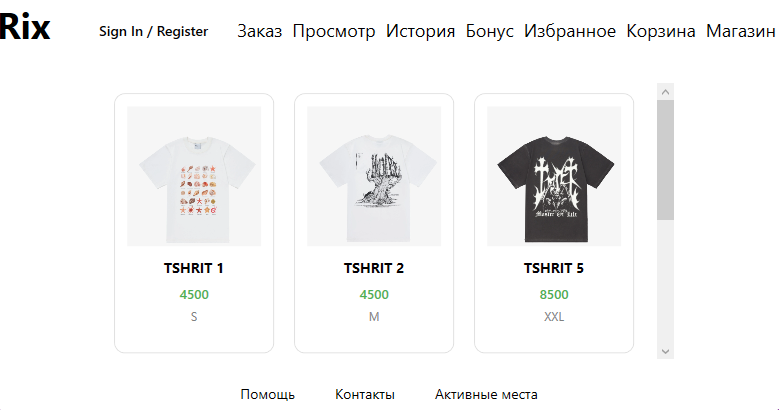 Rix Sign In / Register Заказ Просмотр История Бонус Избранное Корзина Магазин
TSHRIT 1 TSHRIT 2 TSHRIT 5
4500 4500 8500
S M XXL
Помощь Контакты Активные места